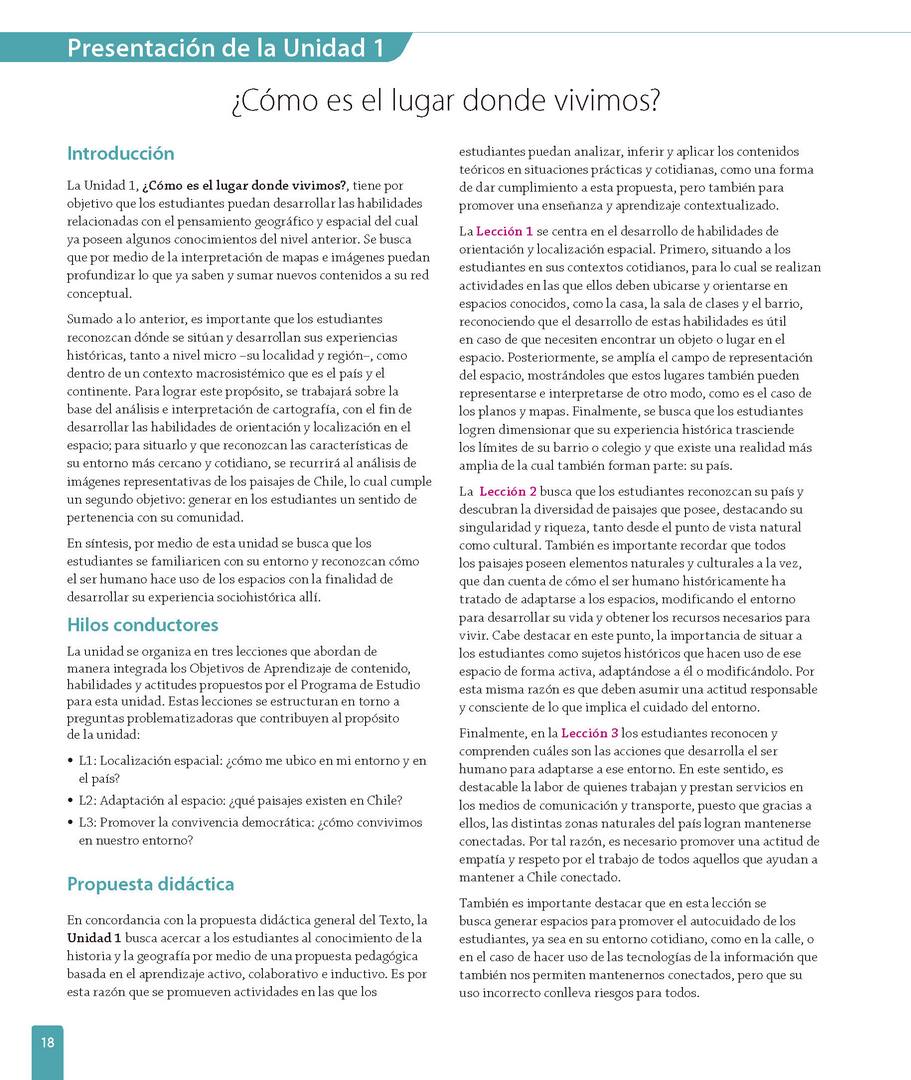 Presentación de la Unidad 1
¿Cómo es el lugar donde vivimos?
Introducción
La Unidad 1, ¿Cómo es el lugar donde vivimos?, tiene por
objetivo que los estudiantes puedan desarrollar las habilidades
relacionadas con el pensamiento geográfico y espacial del cual
ya poseen algunos conocimientos del nivel anterior. Se busca
que por medio de la interpretación de mapas e imágenes puedan
profundizar lo que ya saben y sumar nuevos contenidos a su red
conceptual.
Sumado a lo anterior, es importante que los estudiantes
reconozcan dónde se sitúan y desarrollan sus experiencias
históricas, tanto a nivel micro –su localidad y región–, como
dentro de un contexto macrosistémico que es el país y el
continente. Para lograr este propósito, se trabajará sobre la
base del análisis e interpretación de cartografía, con el fin de
desarrollar las habilidades de orientación y localización en el
espacio; para situarlo y que reconozcan las características de
su entorno más cercano y cotidiano, se recurrirá al análisis de
imágenes representativas de los paisajes de Chile, lo cual cumple
un segundo objetivo: generar en los estudiantes un sentido de
pertenencia con su comunidad.
En síntesis, por medio de esta unidad se busca que los
estudiantes se familiaricen con su entorno y reconozcan cómo
el ser humano hace uso de los espacios con la finalidad de
desarrollar su experiencia sociohistórica allí.
Hilos conductores
La unidad se organiza en tres lecciones que abordan de
manera integrada los Objetivos de Aprendizaje de contenido,
habilidades y actitudes propuestos por el Programa de Estudio
para esta unidad. Estas lecciones se estructuran en torno a
preguntas problematizadoras que contribuyen al propósito
de la unidad:
• L1: Localización espacial: ¿cómo me ubico en mi entorno y en
el país?
• L2: Adaptación al espacio: ¿qué paisajes existen en Chile?
• L3: Promover la convivencia democrática: ¿cómo convivimos
en nuestro entorno?
Propuesta didáctica
En concordancia con la propuesta didáctica general del Texto, la
Unidad 1 busca acercar a los estudiantes al conocimiento de la
historia y la geografía por medio de una propuesta pedagógica
basada en el aprendizaje activo, colaborativo e inductivo. Es por
esta razón que se promueven actividades en las que los
estudiantes puedan analizar, inferir y aplicar los contenidos
teóricos en situaciones prácticas y cotidianas, como una forma
de dar cumplimiento a esta propuesta, pero también para
promover una enseñanza y aprendizaje contextualizado.
La Lección 1 se centra en el desarrollo de habilidades de
orientación y localización espacial. Primero, situando a los
estudiantes en sus contextos cotidianos, para lo cual se realizan
actividades en las que ellos deben ubicarse y orientarse en
espacios conocidos, como la casa, la sala de clases y el barrio,
reconociendo que el desarrollo de estas habilidades es útil
en caso de que necesiten encontrar un objeto o lugar en el
espacio. Posteriormente, se amplía el campo de representación
del espacio, mostrándoles que estos lugares también pueden
representarse e interpretarse de otro modo, como es el caso de
los planos y mapas. Finalmente, se busca que los estudiantes
logren dimensionar que su experiencia histórica trasciende
los límites de su barrio o colegio y que existe una realidad más
amplia de la cual también forman parte: su país.
La Lección 2 busca que los estudiantes reconozcan su país y
descubran la diversidad de paisajes que posee, destacando su
singularidad y riqueza, tanto desde el punto de vista natural
como cultural. También es importante recordar que todos
los paisajes poseen elementos naturales y culturales a la vez,
que dan cuenta de cómo el ser humano históricamente ha
tratado de adaptarse a los espacios, modificando el entorno
para desarrollar su vida y obtener los recursos necesarios para
vivir. Cabe destacar en este punto, la importancia de situar a
los estudiantes como sujetos históricos que hacen uso de ese
espacio de forma activa, adaptándose a él o modificándolo. Por
esta misma razón es que deben asumir una actitud responsable
y consciente de lo que implica el cuidado del entorno.
Finalmente, en la Lección 3 los estudiantes reconocen y
comprenden cuáles son las acciones que desarrolla el ser
humano para adaptarse a ese entorno. En este sentido, es
destacable la labor de quienes trabajan y prestan servicios en
los medios de comunicación y transporte, puesto que gracias a
ellos, las distintas zonas naturales del país logran mantenerse
conectadas. Por tal razón, es necesario promover una actitud de
empatía y respeto por el trabajo de todos aquellos que ayudan a
mantener a Chile conectado.
También es importante destacar que en esta lección se
busca generar espacios para promover el autocuidado de los
estudiantes, ya sea en su entorno cotidiano, como en la calle, o
en el caso de hacer uso de las tecnologías de la información que
también nos permiten mantenernos conectados, pero que su
uso incorrecto conlleva riesgos para todos.
18